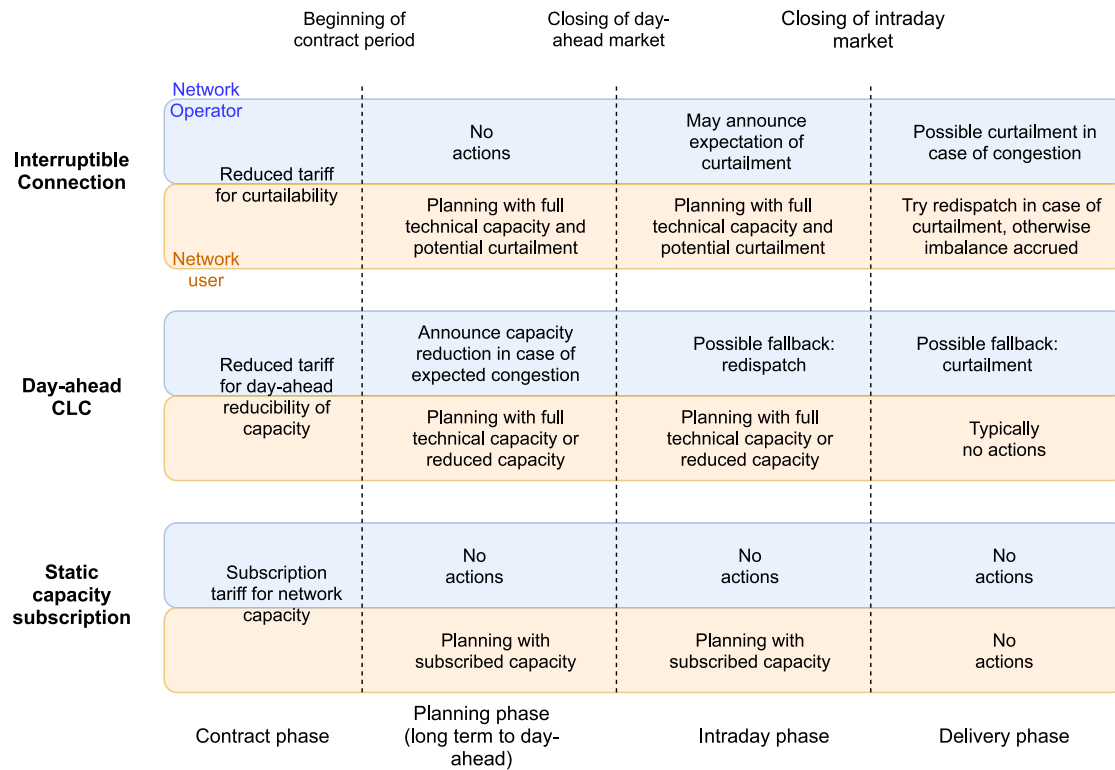 Beginning of
contract period
Closing of day-
ahead market
Closing of intraday
market
Network
Operator
Interruptible
Connection
Reduced tariff
for curtailability
No
actions
May announce
expectation of
curtailment
Possible curtailment in
case of congestion
Planning with full
technical capacity and
potential curtailment
Planning with full
technical capacity and
potential curtailment
Try redispatch in case of
curtailment, otherwise
imbalance accrued
Network
user
Day-ahead
CLC
Reduced tariff
for day-ahead
reducibility of
capacity
Announce capacity
reduction in case of
expected congestion
Possible fallback:
redispatch
Possible fallback:
curtailment
Planning with full
technical capacity or
reduced capacity
Planning with full
technical capacity or
reduced capacity
Typically
no actions
Static
capacity
subscription
Subscription
tariff for network
capacity
No
actions
No
actions
No
actions
Planning with
subscribed capacity
Planning with
subscribed capacity
No
actions
Contract phase
Planning phase
(long term to day-
ahead)
Intraday phase
Delivery phase